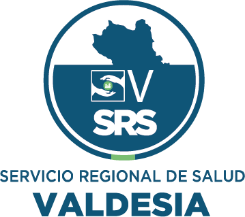 SV
SRS
SERVICIO REGIONAL DE SALUD
VALDESIA